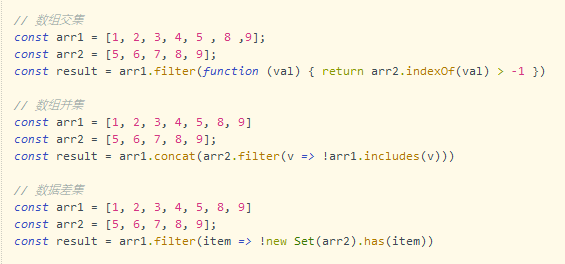 // 数组交集
const arr1 = [1, 2, 3, 4, 5 , 8 ,9];
const arr2 = [5, 6, 7, 8, 9];
const result = arr1.filter(function (val) { return arr2.indexOf(val) > -1 })
// 数组并集
const arr1 = [1, 2, 3, 4, 5, 8, 9]
const arr2 = [5, 6, 7, 8, 9];
const result = arr1.concat(arr2.filter(v => !arr1.includes(v)))
// 数据差集
const arr1 = [1, 2, 3, 4, 5, 8, 9]
const arr2 = [5, 6, 7, 8, 9];
const result = arr1.filter(item => !new Set(arr2).has(item))